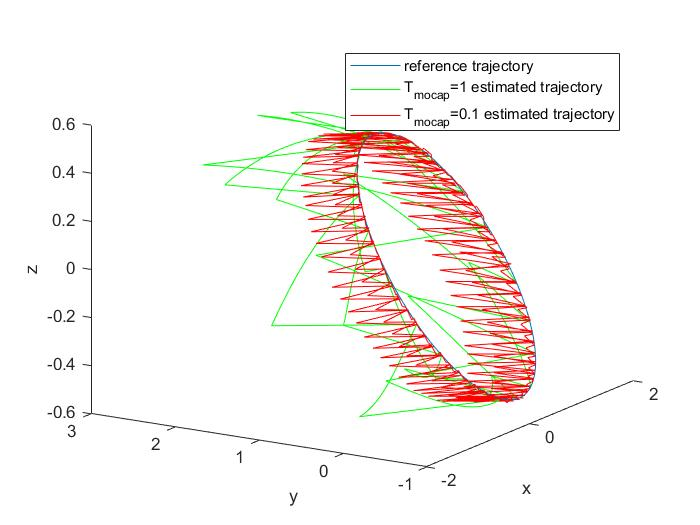 reference trajectory
T_mocap=1 estimated trajectory
T_mocap=0.1 estimated trajectory
0.6
0.4
0.2
0
-0.2
-0.4
-0.6
z
3
2
1
0
-1
y
-2
0
2
x